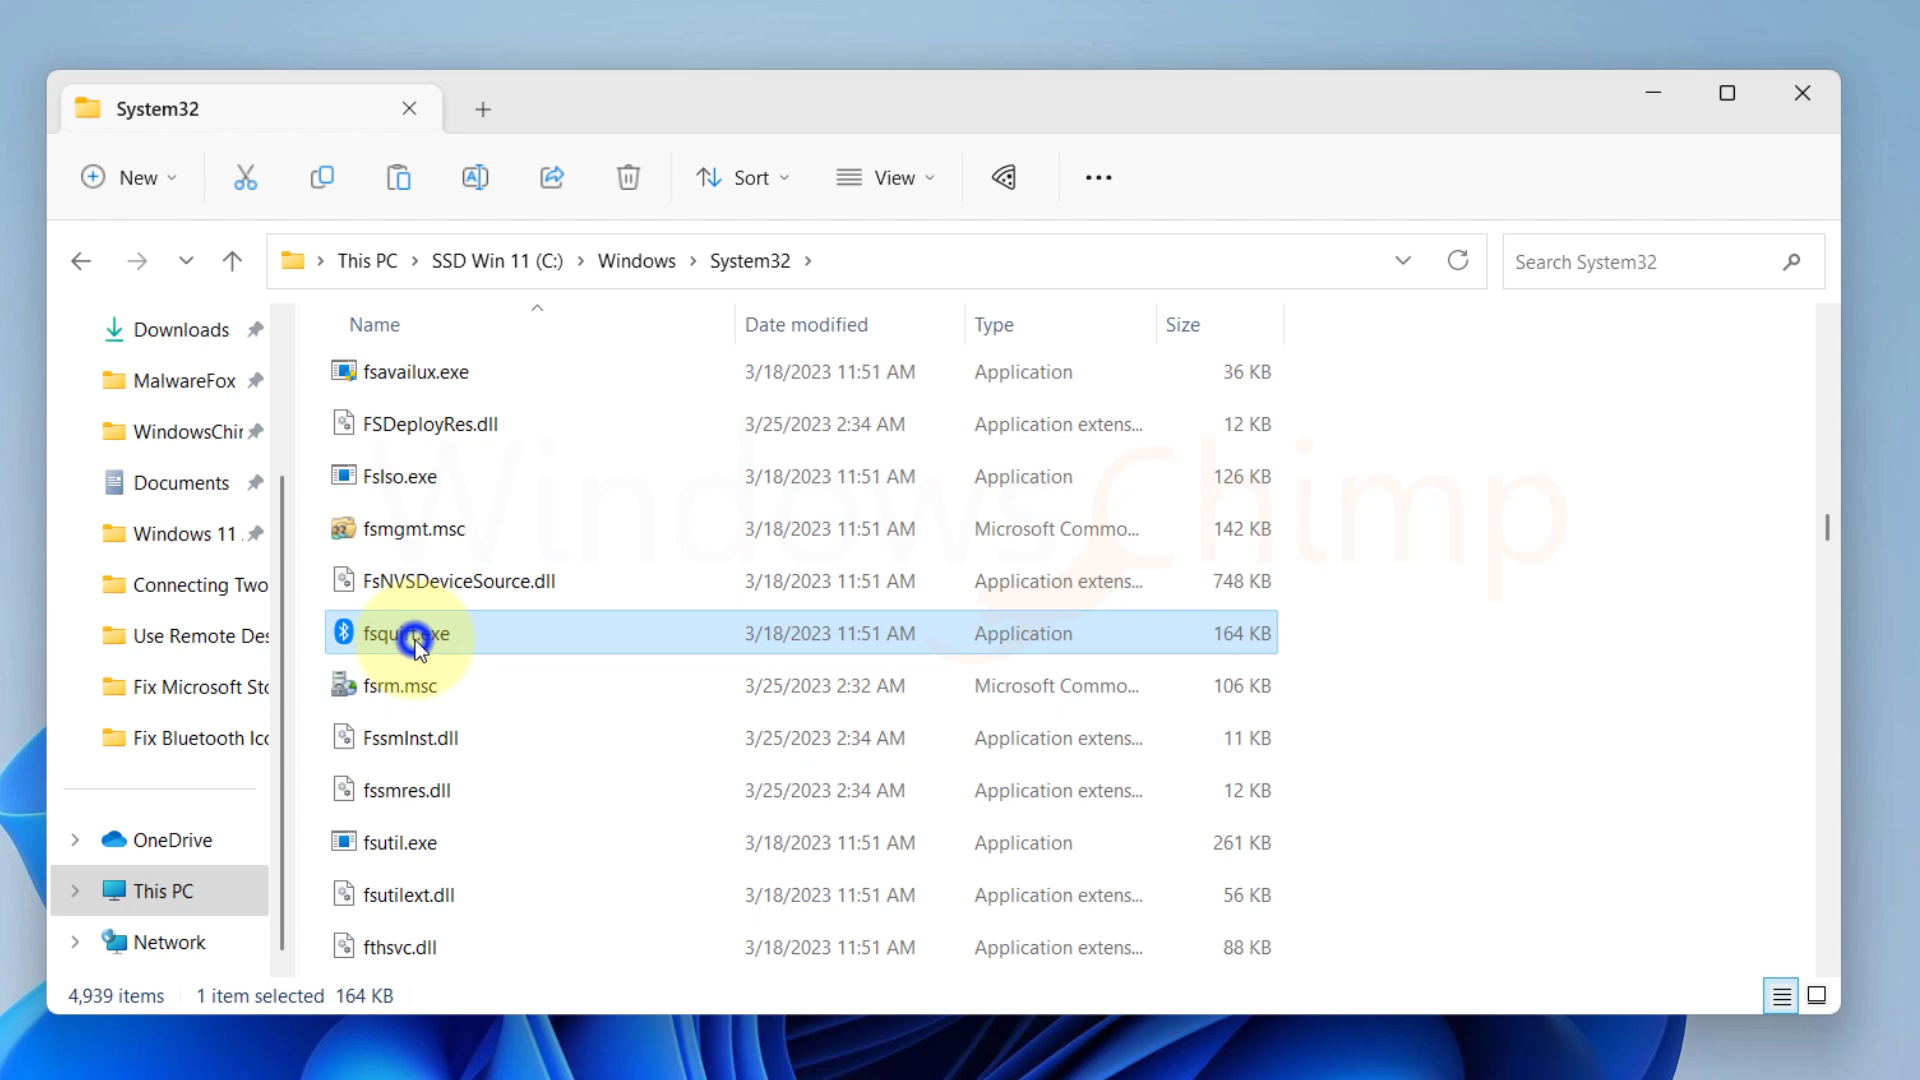 System32
New
Sort
View
This PC
SSD Win 11 (C:)
Windows
System32
Search System32
Downloads
MalwareFox
WindowsChir
Documents
Windows 11 .
Connecting Two
Use Remote Des
Fix Microsoft Sto
Fix Bluetooth Ico
OneDrive
This PC
Network
Name Date modified Type Size
fsavailux.exe 3/18/2023 11:51 AM Application 36 KB
FSDeployRes.dll 3/25/2023 2:34 AM Application extens... 12 KB
FsIso.exe 3/18/2023 11:51 AM Application 126 KB
fsmgmt.msc 3/18/2023 11:51 AM Microsoft Commo... 142 KB
FsNVSDeviceSource.dll 3/18/2023 11:51 AM Application extens... 748 KB
fsquirt.exe 3/18/2023 11:51 AM Application 164 KB
fsrm.msc 3/25/2023 2:32 AM Microsoft Commo... 106 KB
FssmInst.dll 3/25/2023 2:34 AM Application extens... 11 KB
fssmres.dll 3/25/2023 2:34 AM Application extens... 12 KB
fsutil.exe 3/18/2023 11:51 AM Application 261 KB
fsutilext.dll 3/18/2023 11:51 AM Application extens... 56 KB
fthsvc.dll 3/18/2023 11:51 AM Application extens... 88 KB
WindowsChimp
4,939 items 1 item selected 164 KB